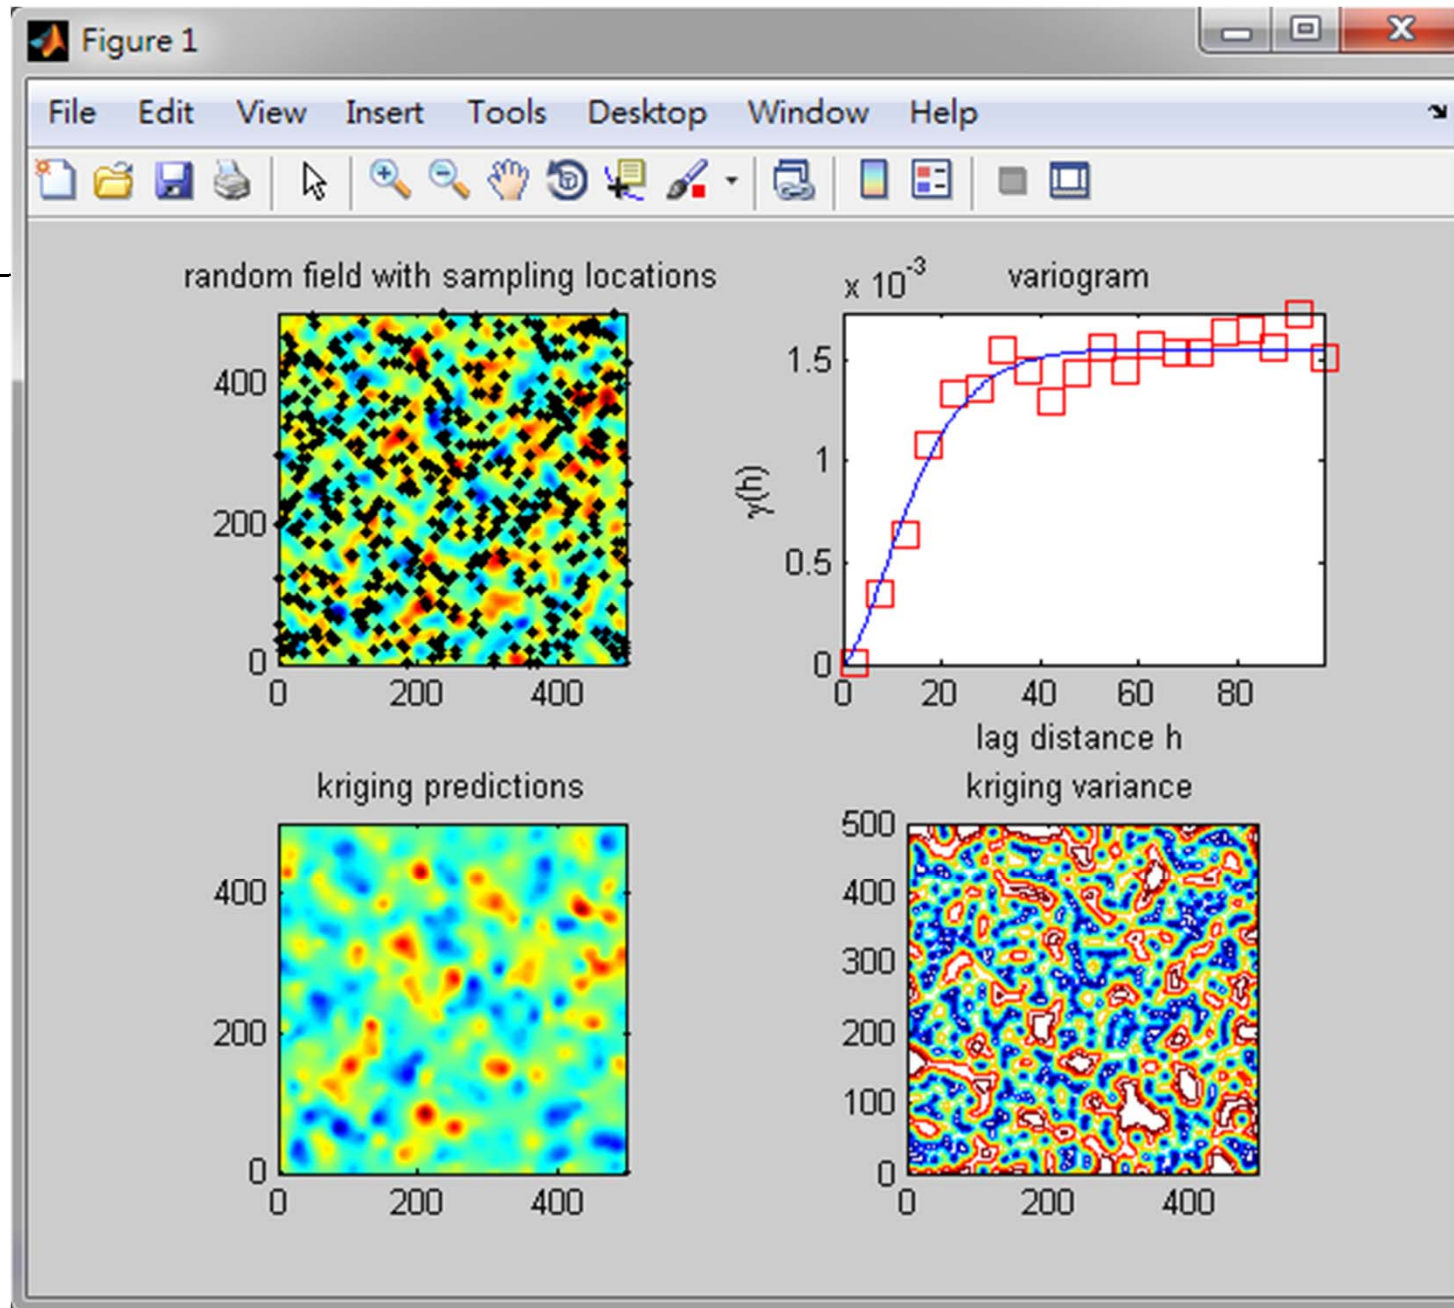 Figure 1
File Edit View Insert Tools Desktop Window Help
random field with sampling locations
400
200
0
0 200 400
x 10-3 variogram
1.5
1
0.5
0
γ(h)
0 20 40 60 80
lag distance h
kriging predictions
400
200
0
0 200 400
kriging variance
500
400
300
200
100
0
0 200 400